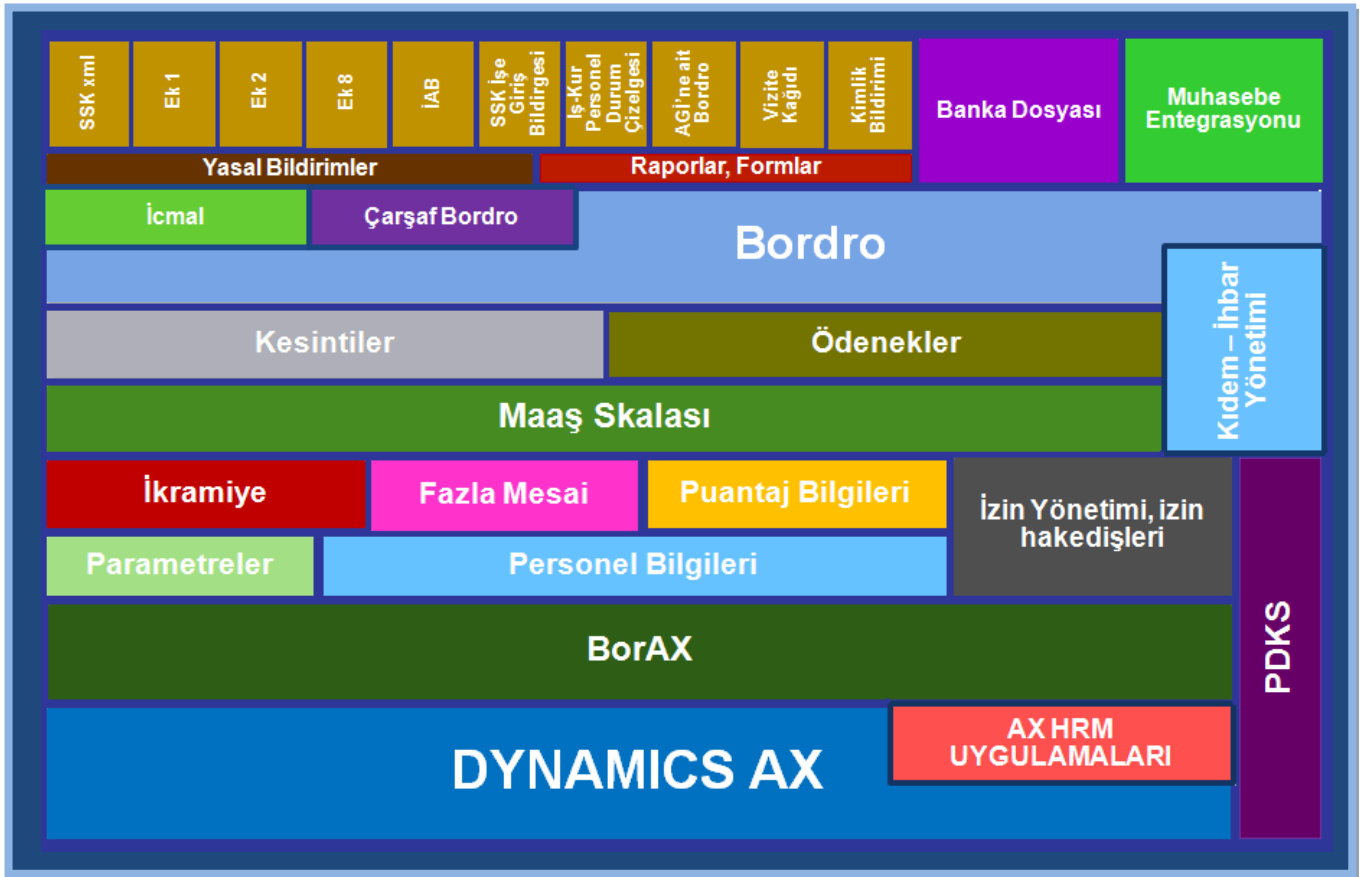 SSK xml
Ek 1
Ek 2
Ek 8
İAB
SSK İşe
Giriş
Bildirgesi
İş-Kur
Personel
Durum
Çizelgesi
AGİ'ne ait
Bordro
Vizite
Kağıdı
Kimlik
Bildirimi
Banka Dosyası
Muhasebe
Entegrasyonu
Yasal Bildirimler
Raporlar, Formlar
İcmal
Çarşaf Bordro
Bordro
Kıdem – İhbar
Yönetimi
Kesintiler
Ödenekler
Maaş Skalası
İkramiye
Fazla Mesai
Puantaj Bilgileri
İzin Yönetimi, izin
hakedişleri
Parametreler
Personel Bilgileri
PDKS
BorAX
AX HRM
UYGULAMALARI
DYNAMICS AX